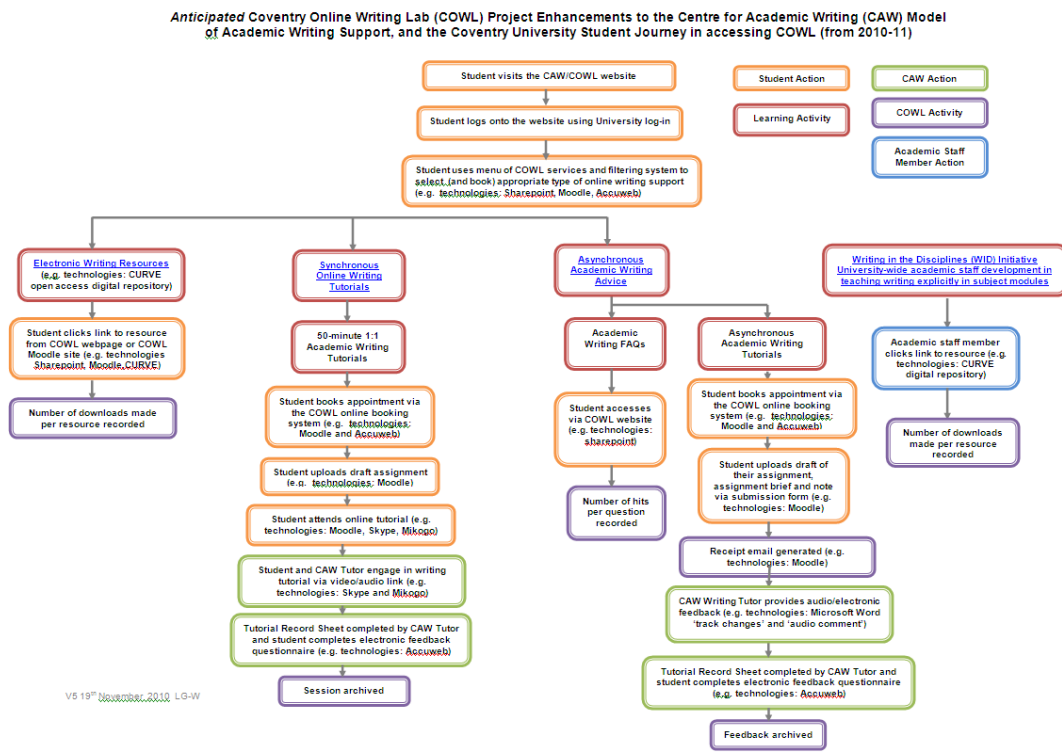 Anticipated Coventry Online Writing Lab (COWL) Project Enhancements to the Centre for Academic Writing (CAW) Model
of Academic Writing Support, and the Coventry University Student Journey in accessing COWL (from 2010-11)
Student visits the CAW/COWL website
Student logs onto the website using University log-in
Student uses menu of COWL services and filtering system to
select (and book) appropriate type of online writing support
(e.g. technologies: Sharepoint, Moodle, Accuweb)
Student Action
CAW Action
Learning Activity
COWL Activity
Academic Staff
Member Action
Electronic Writing Resources
(e.g. technologies: CURVE
open access digital repository)
Student clicks link to resource
from COWL webpage or COWL
Moodle site (e.g. technologies
Sharepoint, Moodle,CURVE)
Number of downloads made
per resource recorded
Synchronous
Online Writing
Tutorials
50-minute 1:1
Academic Writing
Tutorials
Student books appointment via
the COWL online booking
system (e.g. technologies:
Moodle and Accuweb)
Student uploads draft assignment
(e.g. technologies: Moodle)
Student attends online tutorial (e.g.
technologies: Moodle, Skype, Mikogo)
Student and CAW Tutor engage in writing
tutorial via video/audio link (e.g.
technologies: Skype and Mikogo)
Tutorial Record Sheet completed by CAW Tutor
and student completes electronic feedback
questionnaire (e.g. technologies: Accuweb)
Session archived
Asynchronous
Academic Writing
Advice
Academic
Writing FAQs
Student accesses
via COWL website
(e.g. technologies:
sharepoint)
Number of hits
per question
recorded
Asynchronous
Academic Writing
Tutorials
Student books appointment via
the COWL online booking
system (e.g. technologies:
Moodle and Accuweb)
Student uploads draft of
their assignment,
assignment brief and note
via submission form (e.g.
technologies: Moodle)
Receipt email generated (e.g.
technologies: Moodle)
CAW Writing Tutor provides audio/electronic
feedback (e.g. technologies: Microsoft Word
‘track changes’ and ‘audio comment’)
Tutorial Record Sheet completed by CAW Tutor and
student completes electronic feedback questionnaire
(e.g. technologies: Accuweb)
Feedback archived
Writing in the Disciplines (WID) Initiative
University-wide academic staff development in
teaching writing explicitly in subject modules
Academic staff member
clicks link to resource (e.g.
technologies: CURVE
digital repository)
Number of downloads
made per resource
recorded
V5 19th November, 2010 LG-W